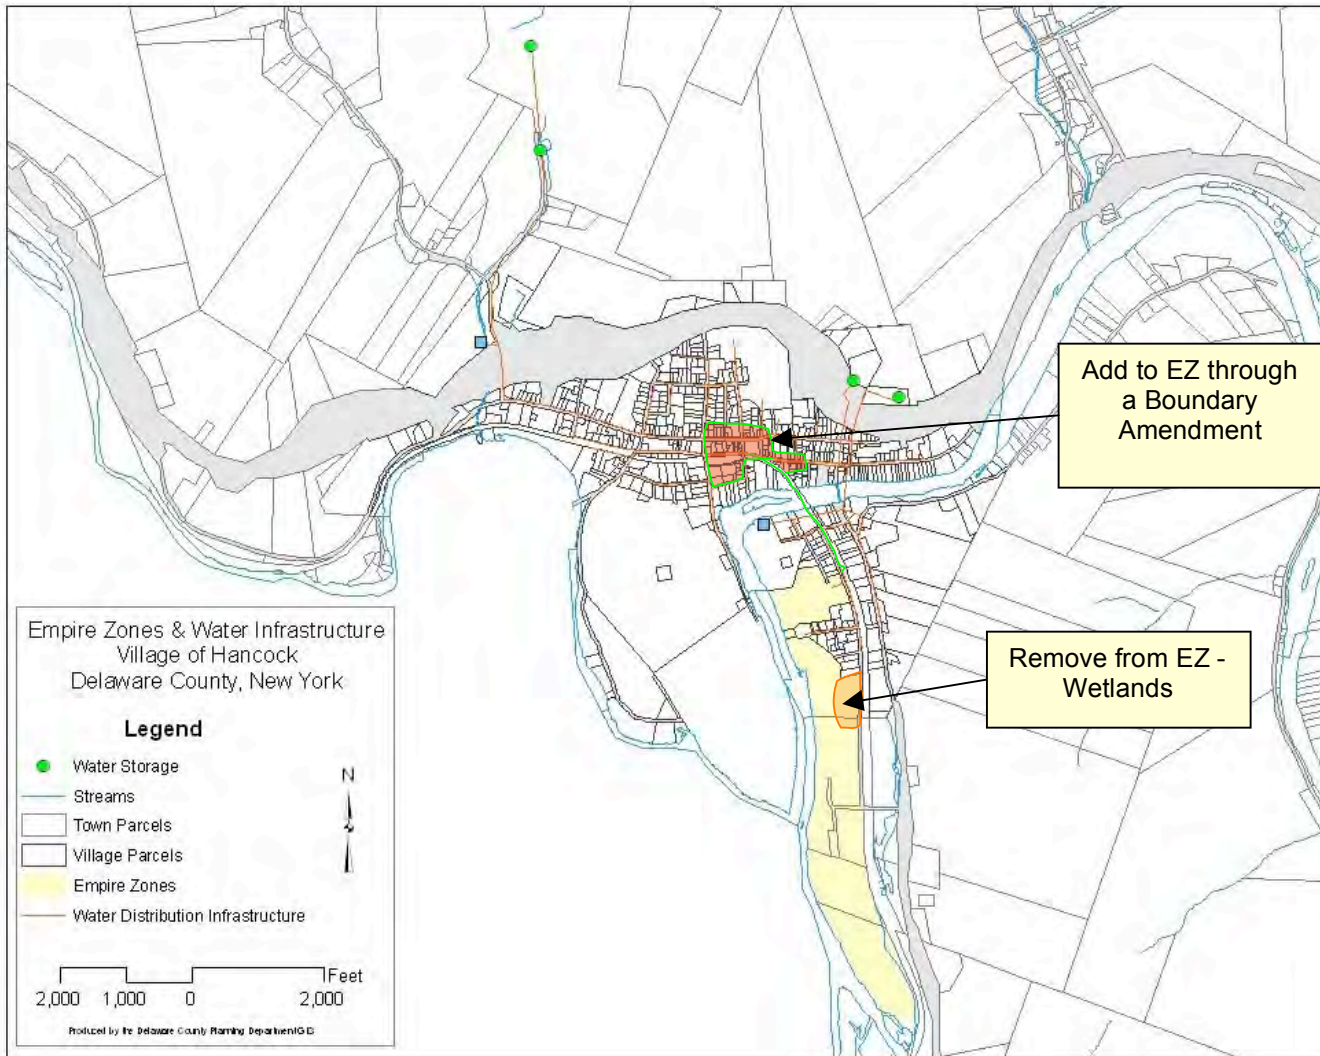 Add to EZ through
a Boundary
Amendment
Remove from EZ -
Wetlands
Empire Zones & Water Infrastructure
Village of Hancock
Delaware County, New York
Legend
Water Storage
Streams
Town Parcels
Village Parcels
Empire Zones
Water Distribution Infrastructure
N
Feet
2,000 1,000 0 2,000
Produced by the Delaware County Planning Department/GIS